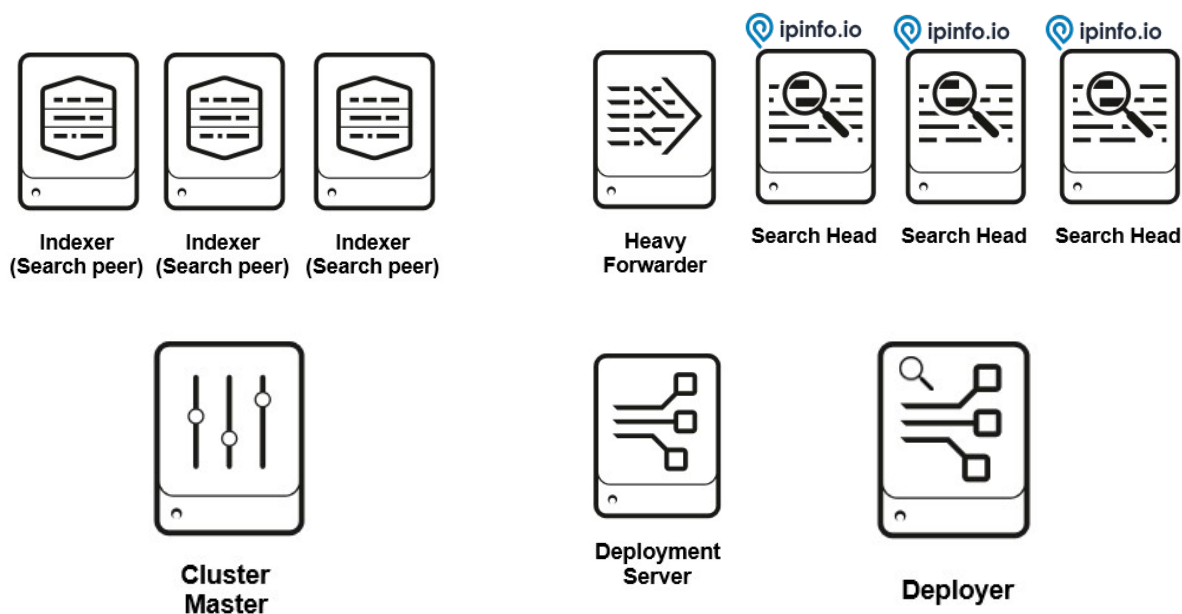 ipinfo.io
ipinfo.io
ipinfo.io
Indexer
(Search peer)
Indexer
(Search peer)
Indexer
(Search peer)
Heavy
Forwarder
Search Head
Search Head
Search Head
Cluster
Master
Deployment
Server
Deployer